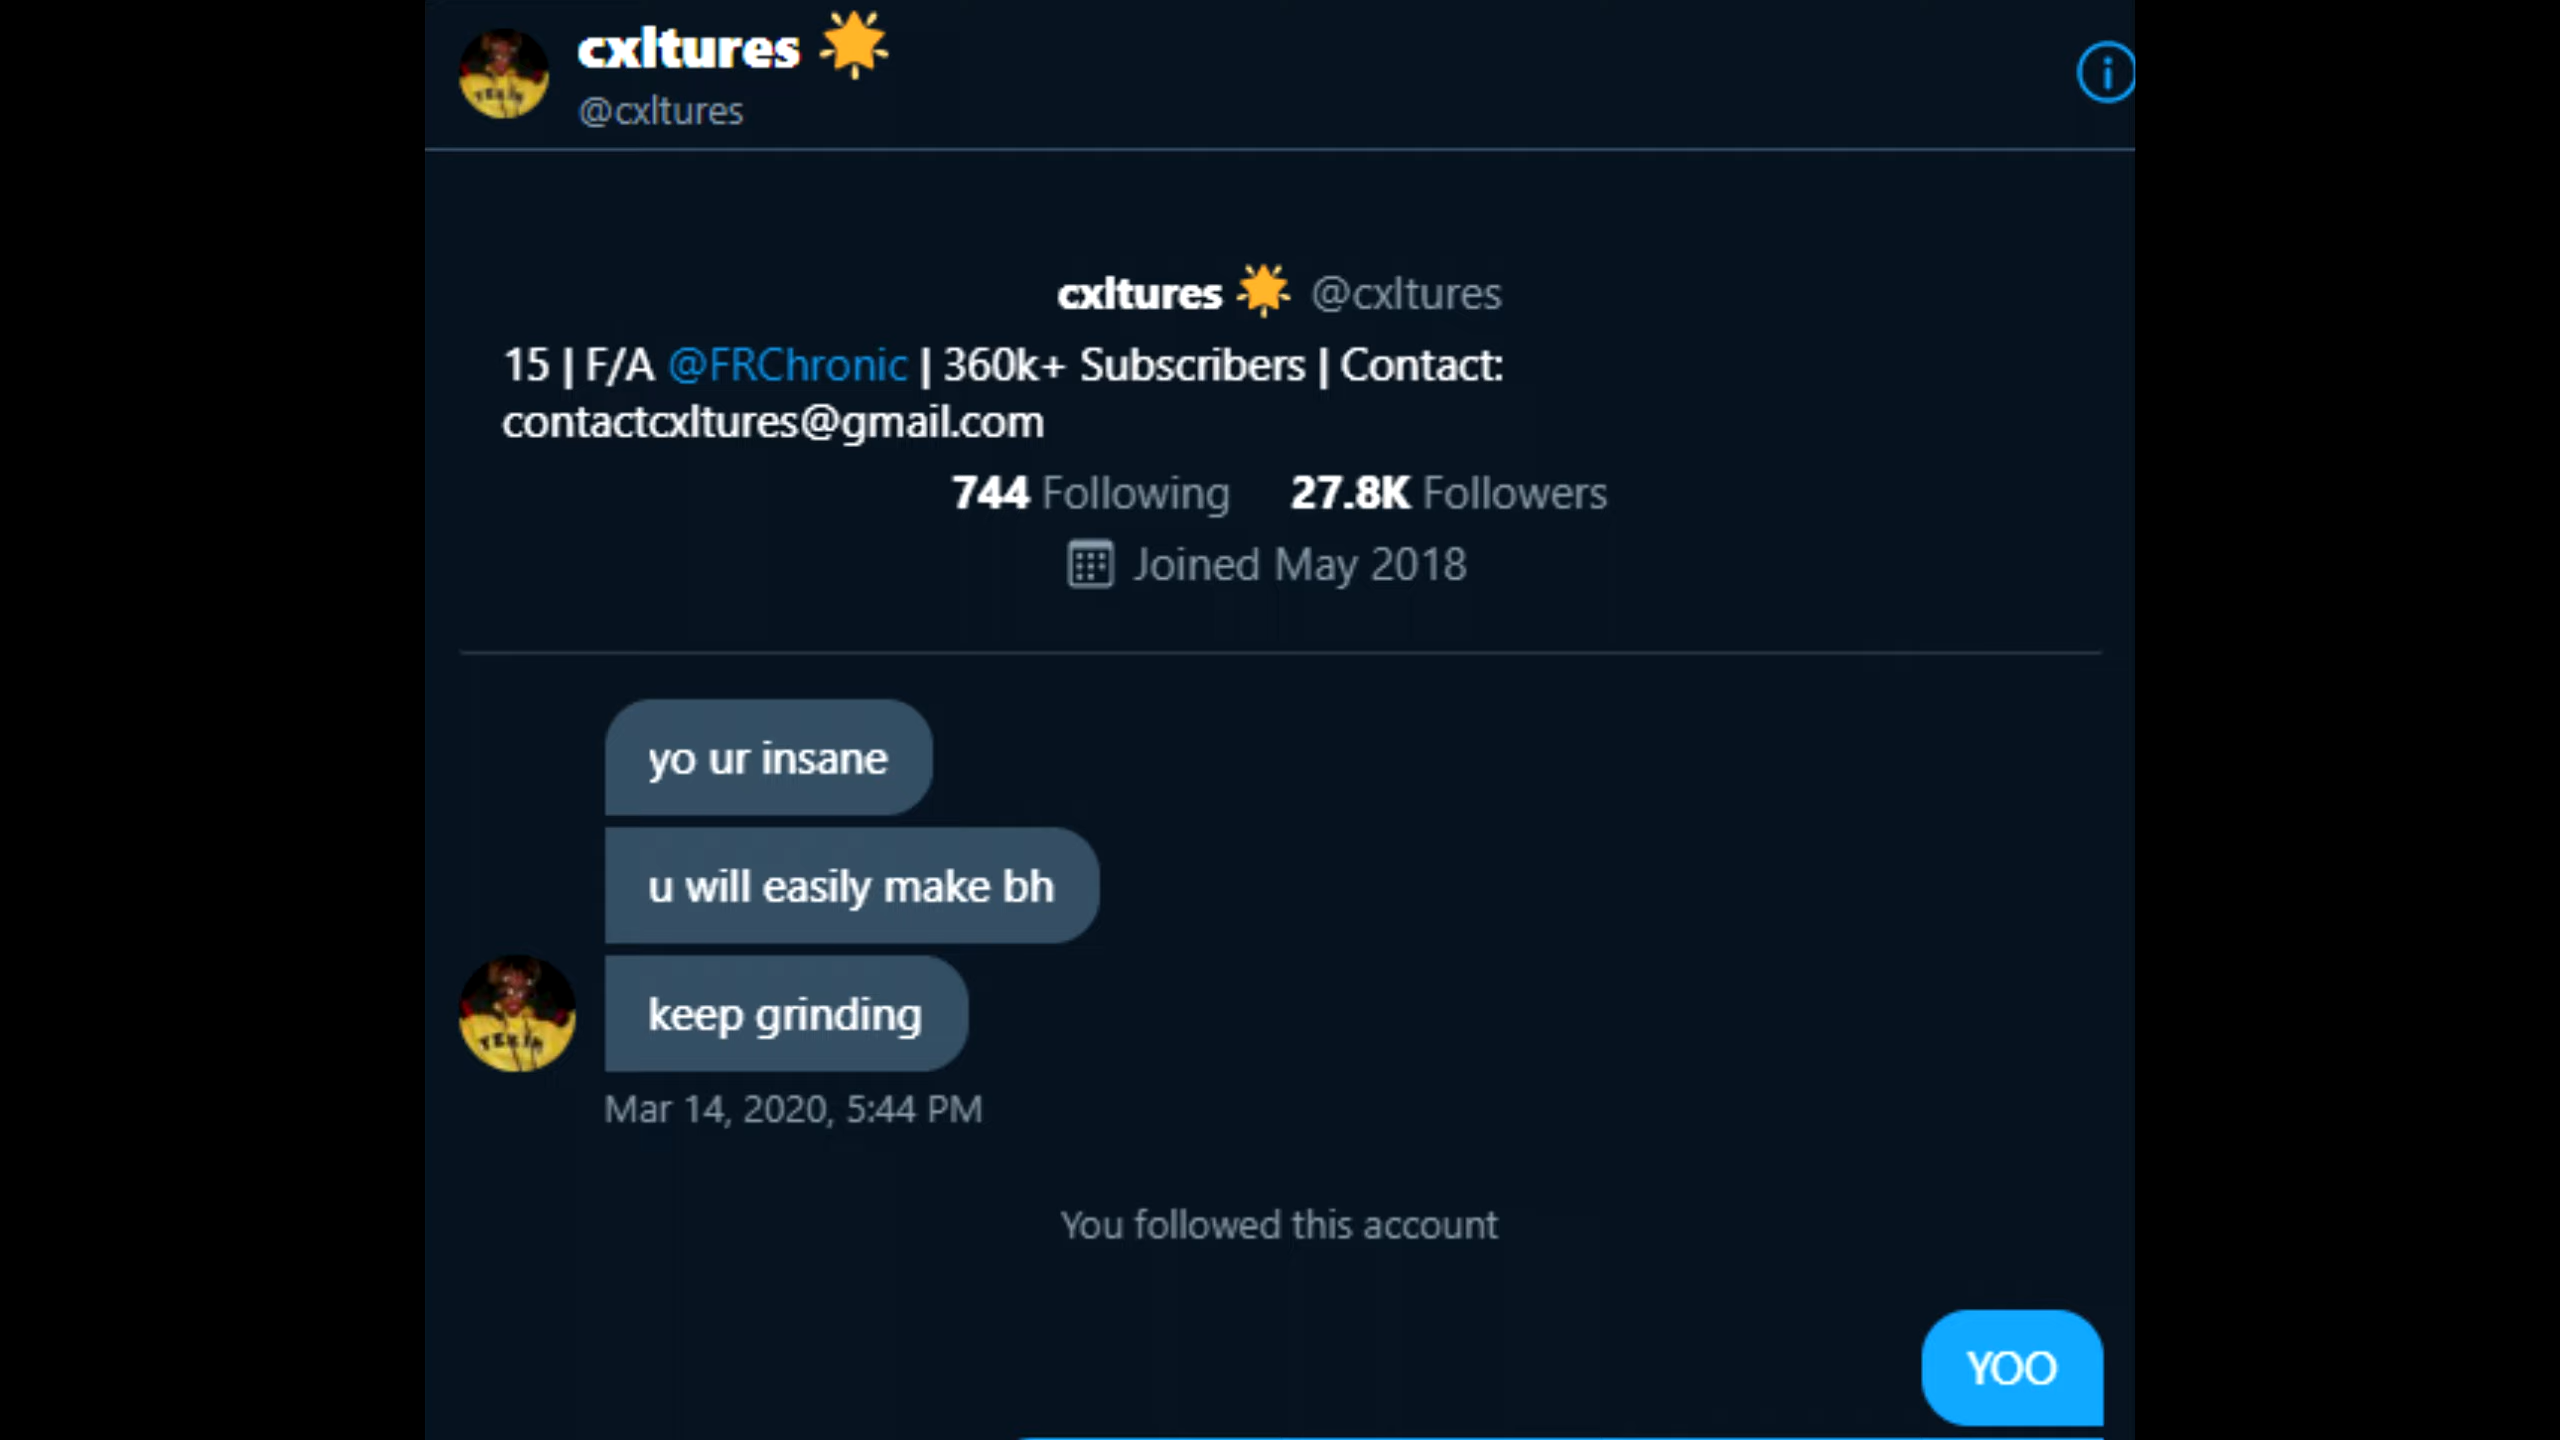 cxltures 🌟
@cxltures
cxltures 🌟 @cxltures
15 | F/A @FRChronic | 360k+ Subscribers | Contact:
contactcxltures@gmail.com
744 Following 27.8K Followers
Joined May 2018
yo ur insane
u will easily make bh
keep grinding
Mar 14, 2020, 5:44 PM
You followed this account
YOO